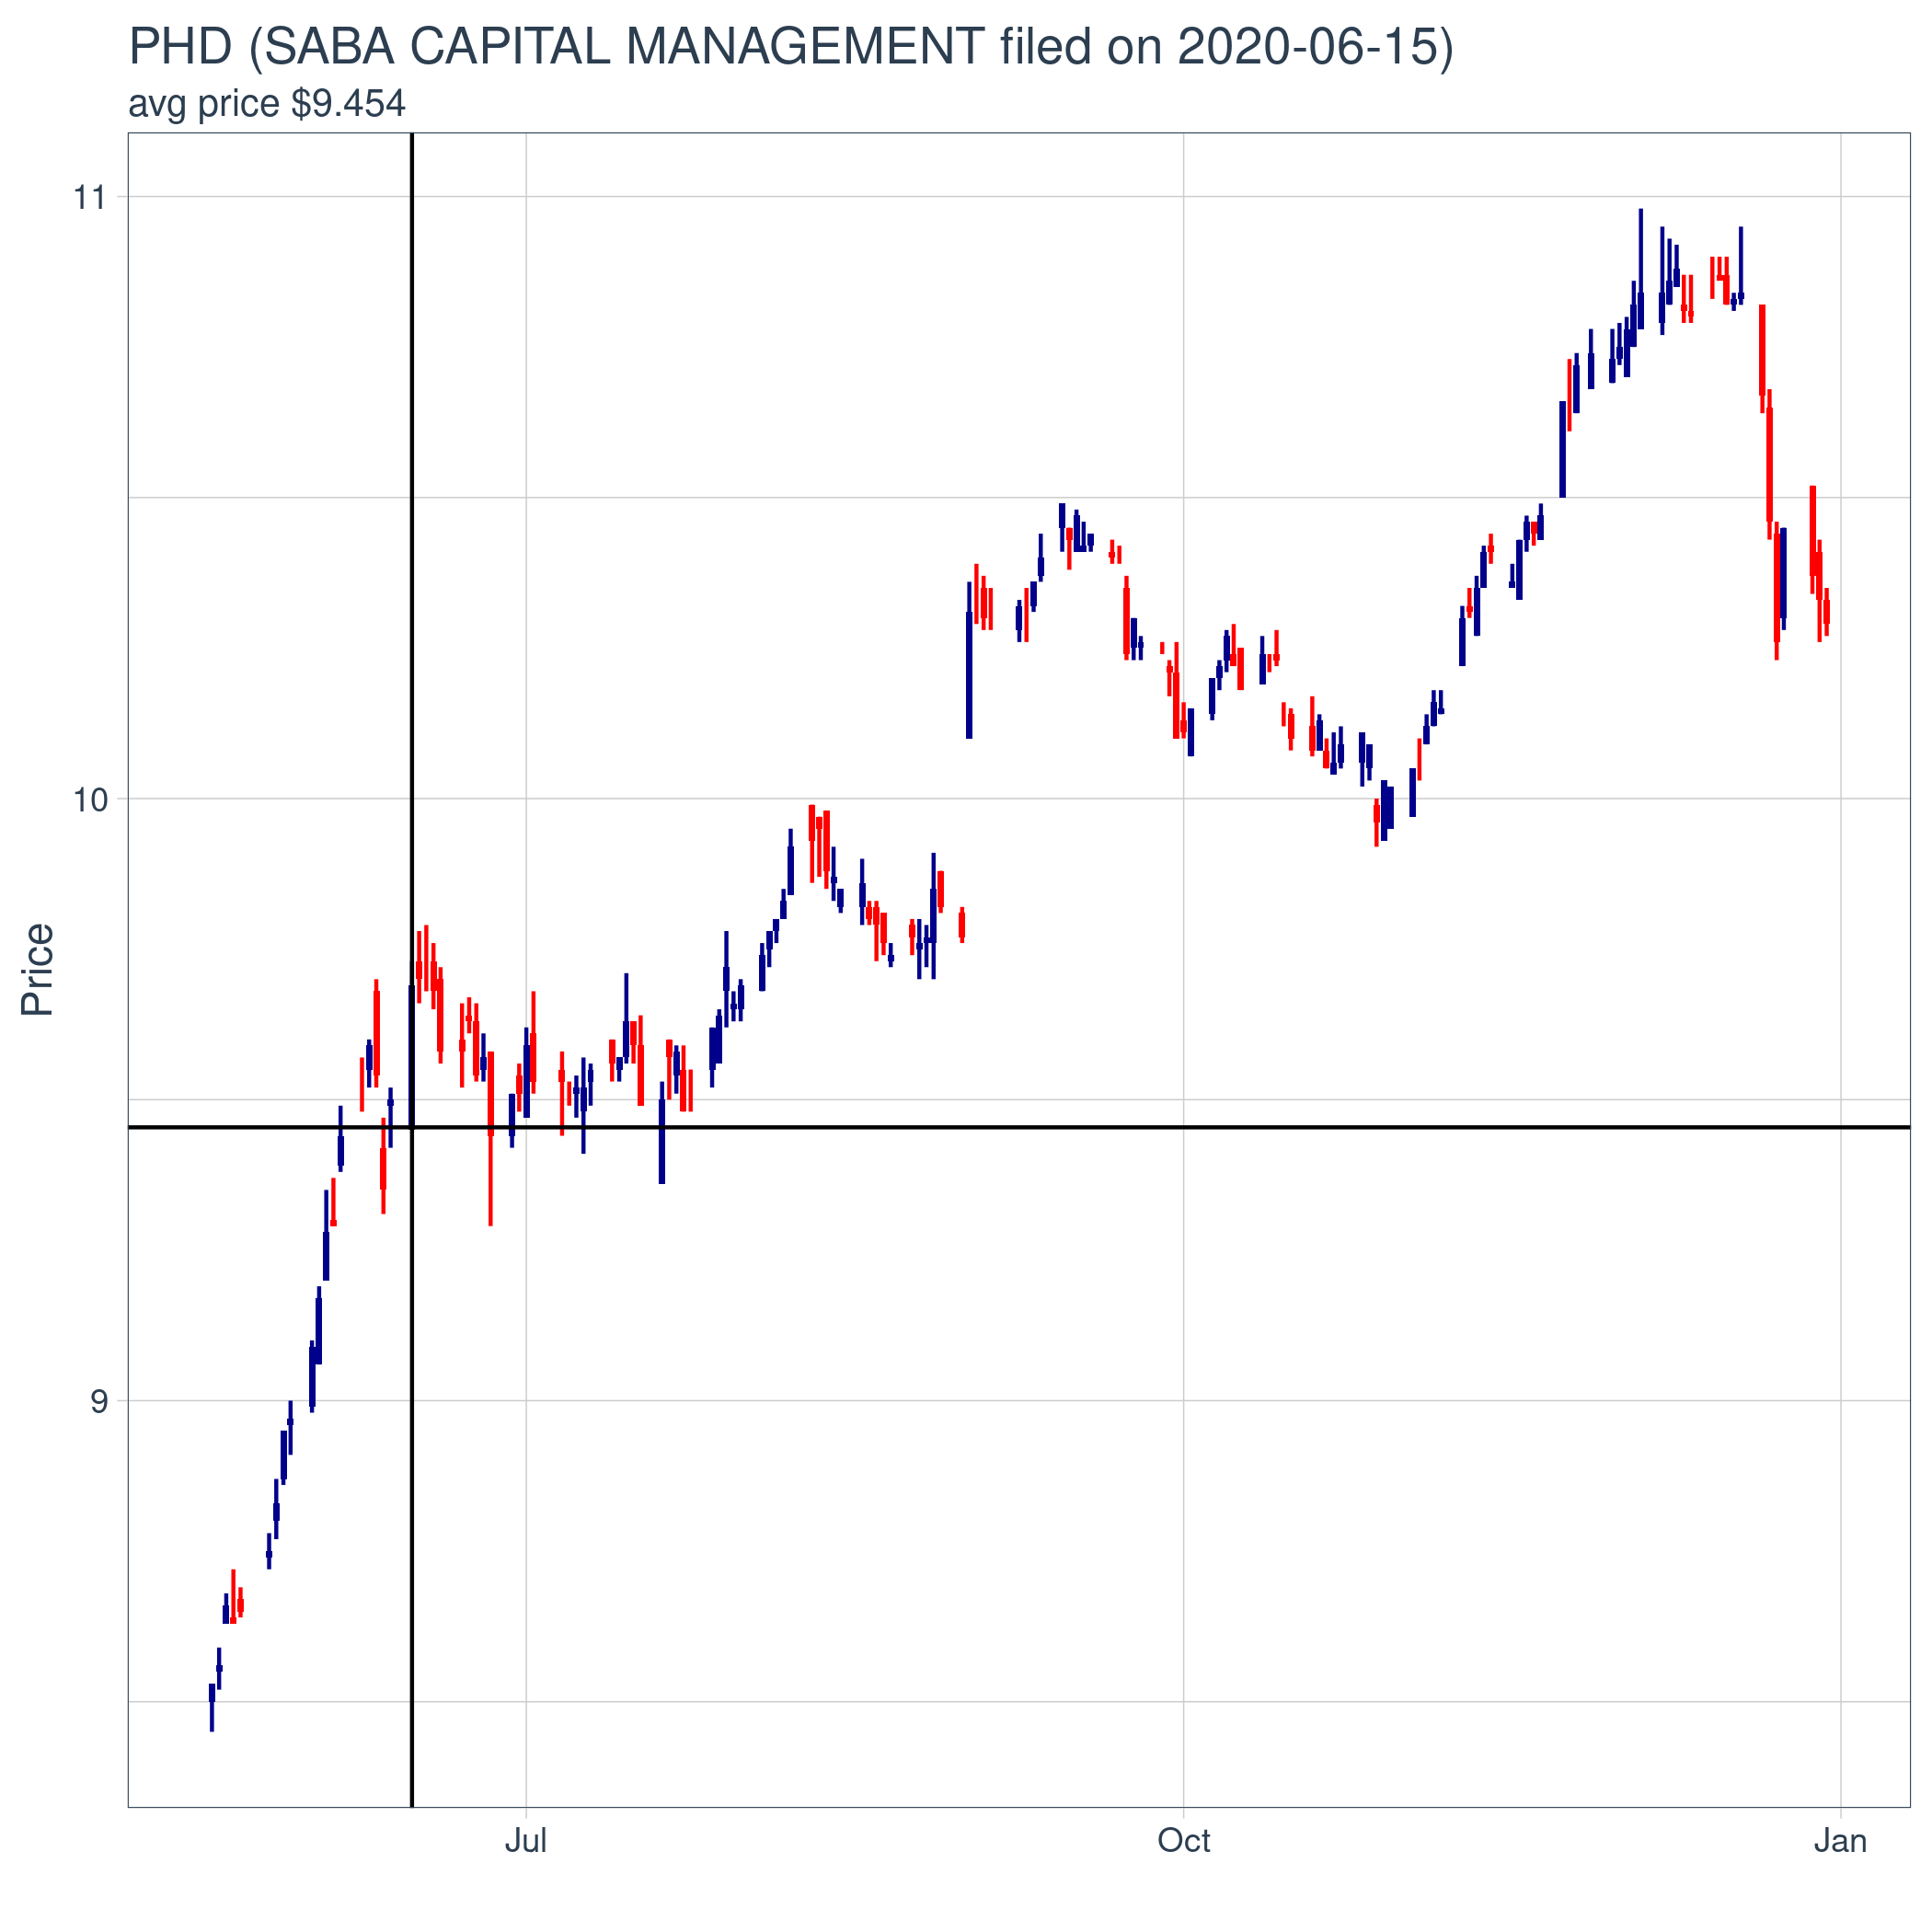 PHD (SABA CAPITAL MANAGEMENT filed on 2020-06-15)
avg price $9.454
11
10
9
Price
Jul Oct Jan